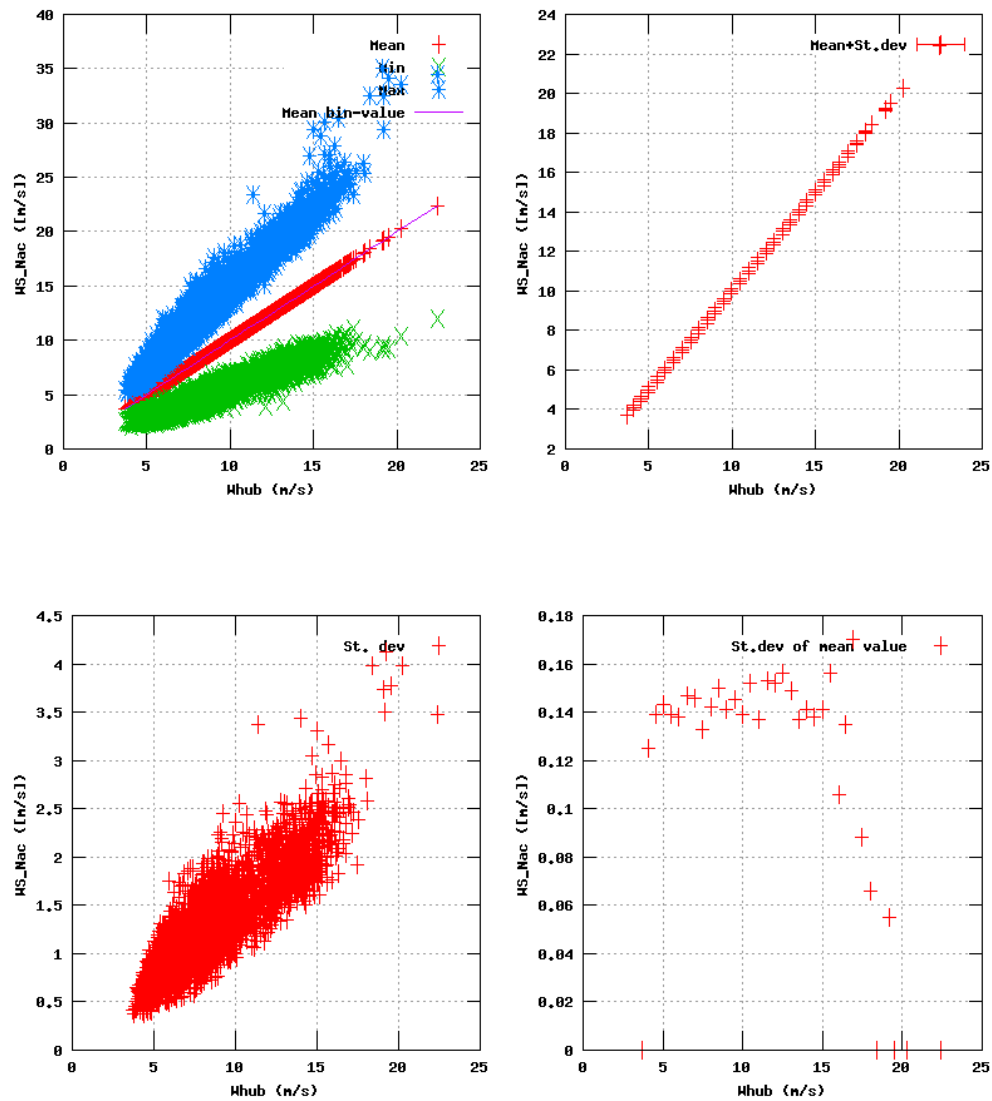 40
35
30
25
20
15
10
5
0
WS_Nac ([m/s])
Mean
Min
Max
Mean bin-value
0 5 10 15 20 25
Whub (m/s)
24
22
20
18
16
14
12
10
8
6
4
2
WS_Nac ([m/s])
Mean+St.dev
0 5 10 15 20 25
Whub (m/s)
4.5
4
3.5
3
2.5
2
1.5
1
0.5
0
WS_Nac ([m/s])
St. dev
0 5 10 15 20 25
Whub (m/s)
0.18
0.16
0.14
0.12
0.1
0.08
0.06
0.04
0.02
0
WS_Nac ([m/s])
St.dev of mean value
0 5 10 15 20 25
Whub (m/s)